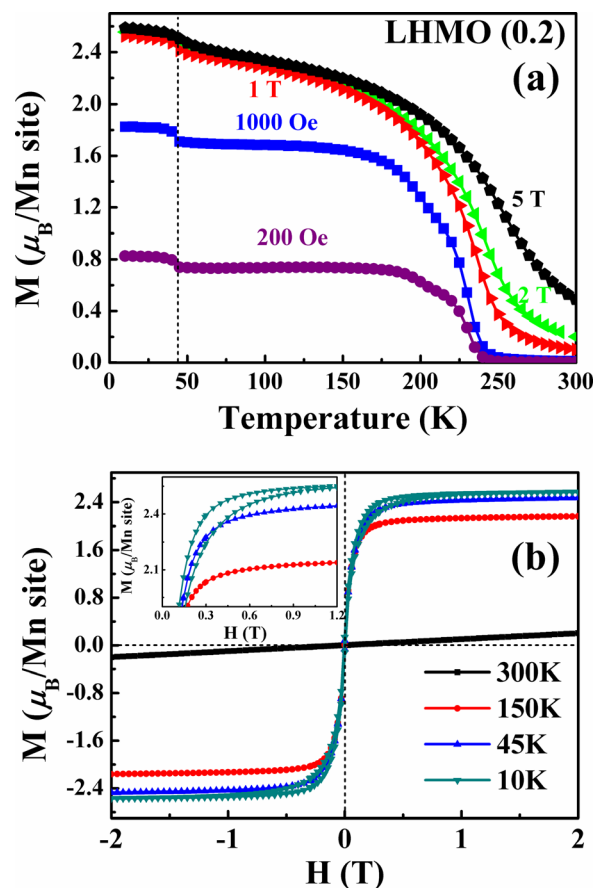 LHMO (0.2)
(a)
1 T
1000 Oe
200 Oe
5 T
2 T
M (μB/Mn site)
2.4
2.0
1.6
1.2
0.8
0.4
0.0
0 50 100 150 200 250 300
Temperature (K)
(b)
M (μB/Mn site)
2.4
1.6
0.8
0.0
-0.8
-1.6
-2.4
M (μB/Mn site)
2.4
2.1
0.0 0.3 0.6 0.9 1.2
H (T)
300K
150K
45K
10K
-2 -1 0 1 2
H (T)